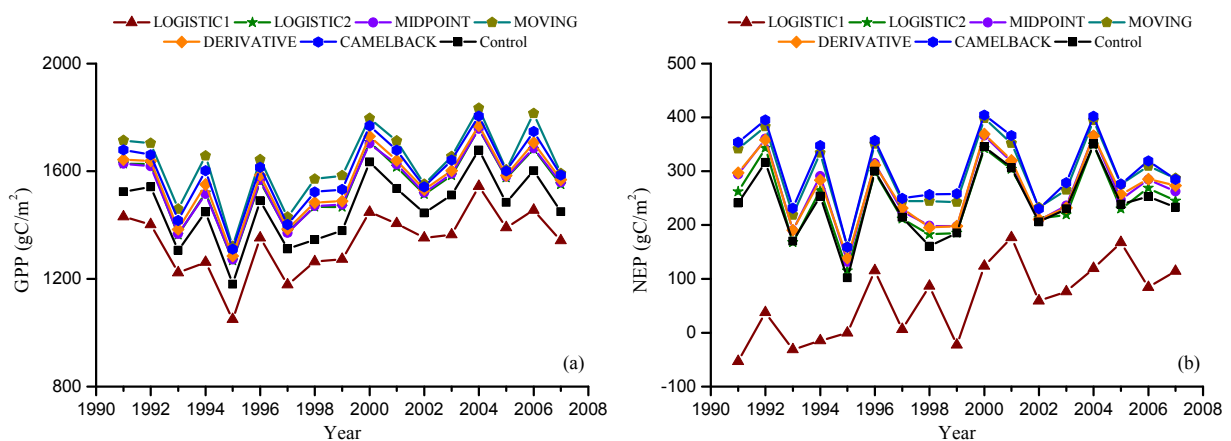 LOGISTIC1 LOGISTIC2 MIDPOINT MOVING
DERIVATIVE CAMELBACK Control
2000
1600
1200
800
GPP (gC/m²)
1990 1992 1994 1996 1998 2000 2002 2004 2006 2008
Year
(a)
LOGISTIC1 LOGISTIC2 MIDPOINT MOVING
DERIVATIVE CAMELBACK Control
500
400
300
200
100
0
-100
NEP (gC/m²)
1990 1992 1994 1996 1998 2000 2002 2004 2006 2008
Year
(b)